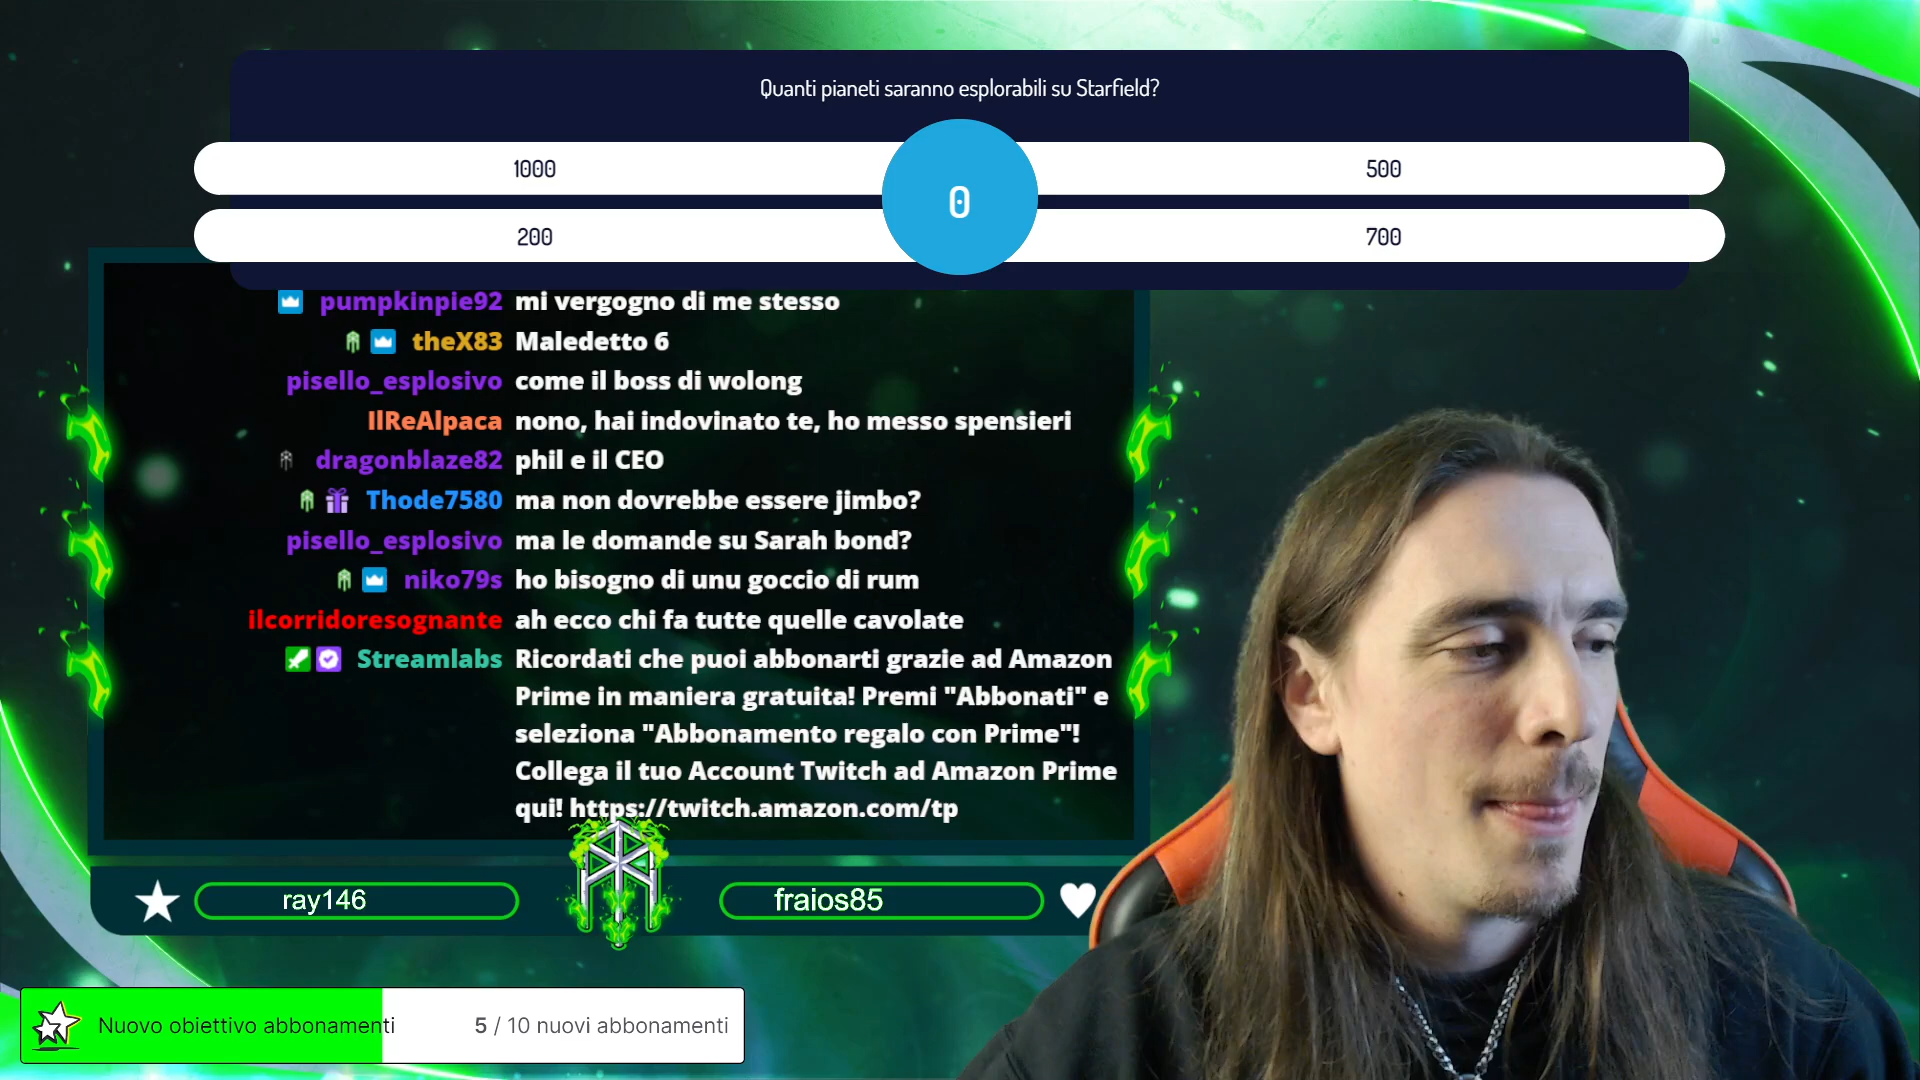 Quanti pianeti saranno esplorabili su Starfield?
1000
500
0
200
700
pumpkinpie92 mi vergogno di me stesso
theX83 Maledetto 6
pisello_esplosivo come il boss di wolong
IlReAlpaca nono, hai indovinato te, ho messo spensieri
dragonblaze82 phil e il CEO
Thode7580 ma non dovrebbe essere jimbo?
pisello_esplosivo ma le domande su Sarah bond?
niko79s ho bisogno di unu goccio di rum
ilcorridoresognante ah ecco chi fa tutte quelle cavolate
Streamlabs Ricordati che puoi abbonarti grazie ad Amazon
Prime in maniera gratuita! Premi "Abbonati" e
seleziona "Abbonamento regalo con Prime"!
Collega il tuo Account Twitch ad Amazon Prime
qui! https://twitch.amazon.com/tp
ray146
fraios85
Nuovo obiettivo abbonamenti 5 / 10 nuovi abbonamenti